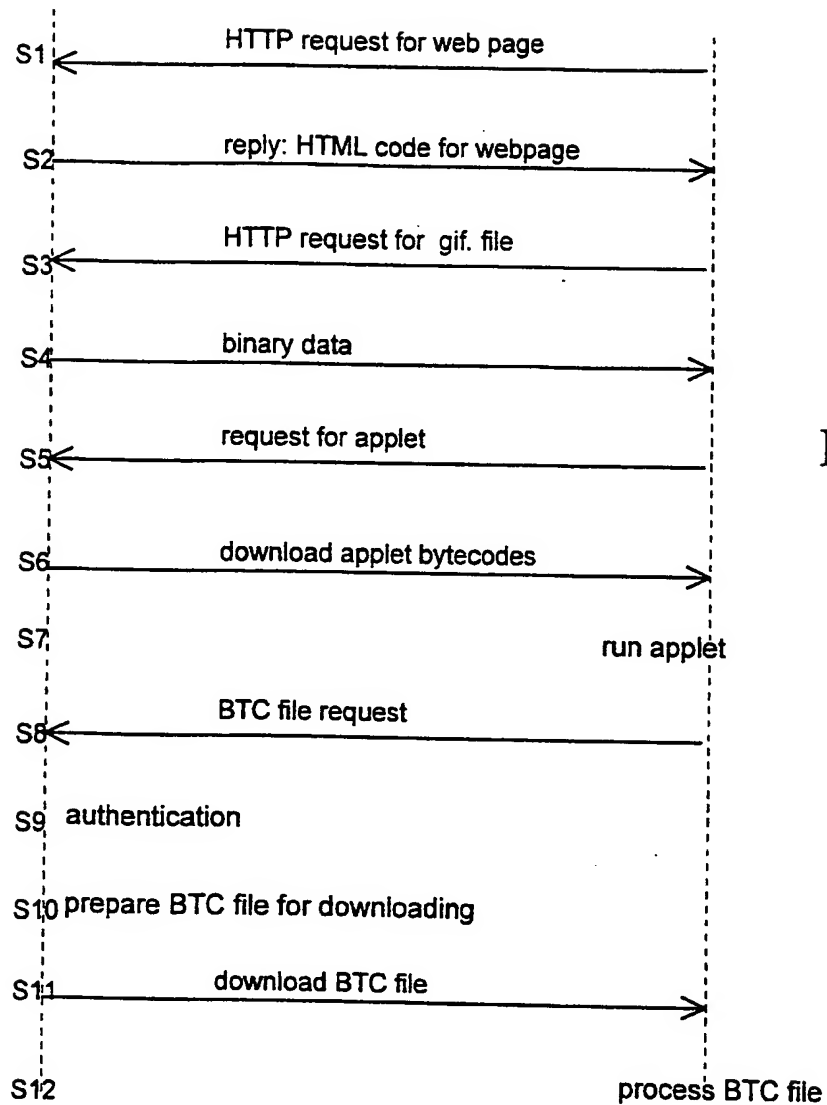 S1 HTTP request for web page
S2 reply: HTML code for webpage
S3 HTTP request for gif. file
S4 binary data
S5 request for applet
S6 download applet bytecodes
S7 run applet
S8 BTC file request
S9 authentication
S10 prepare BTC file for downloading
S11 download BTC file
S12 process BTC file